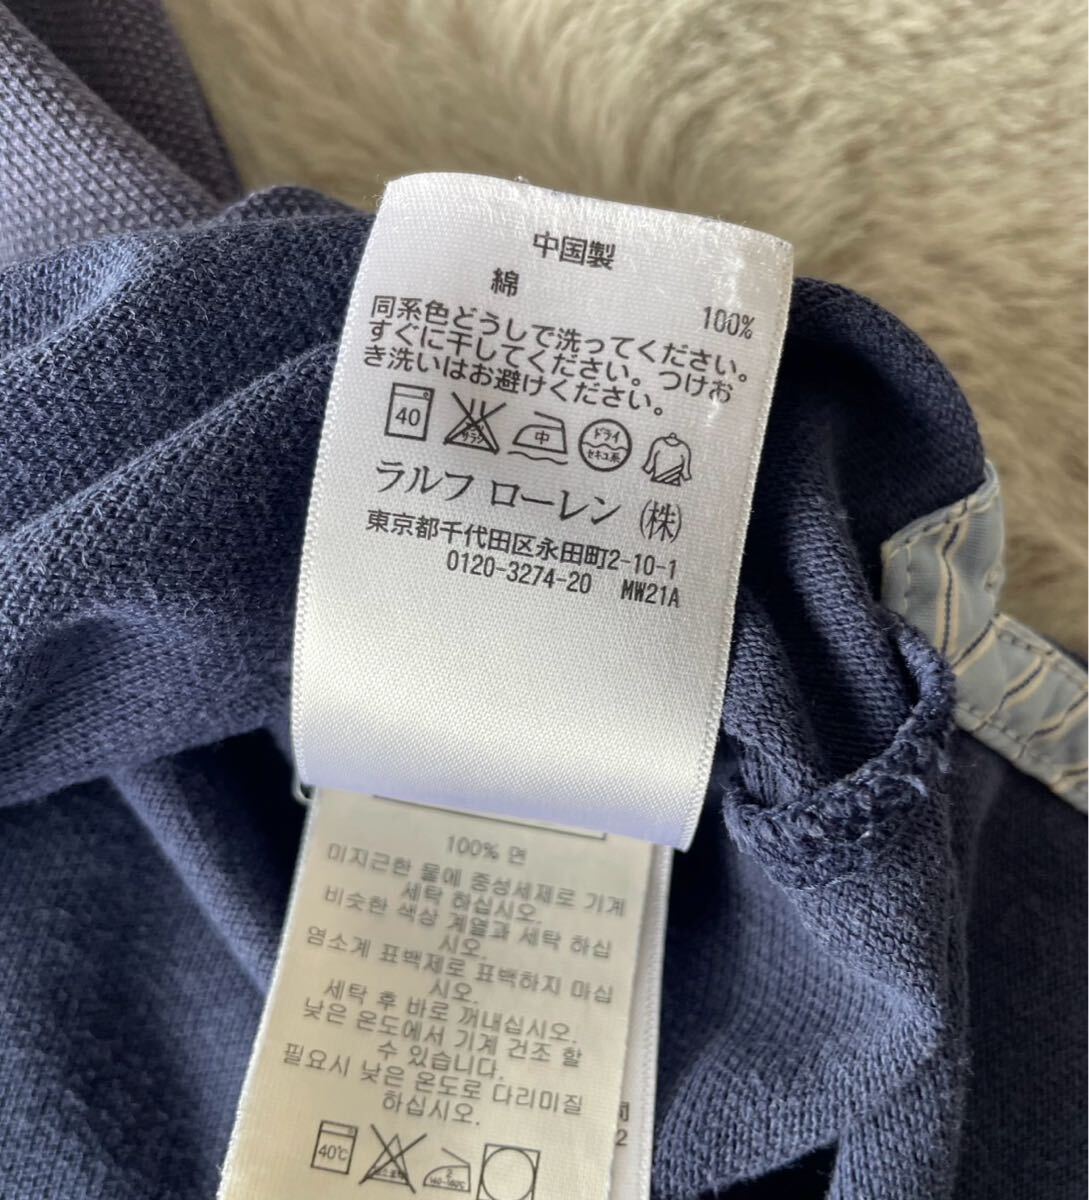 中国製
綿 100%
同系色どうしで洗ってください。
すぐに干してください。つけお
き洗いはお避けください。
40 サラシ 中 ドライ セキユ系
ラルフ ローレン (株)
東京都千代田区永田町2-10-1
0120-3274-20 MW21A
100% 면
미지근한 물에 중성세제로 기계
세탁 하십시오.
비슷한 색상 계열과 세탁 하십
시오.
염소계 표백제로 표백하지 마십
시오.
세탁 후 바로 꺼내십시오.
낮은 온도에서 기계 건조 할
수 있습니다.
필요시 낮은 온도로 다리미질
하십시오.
40℃